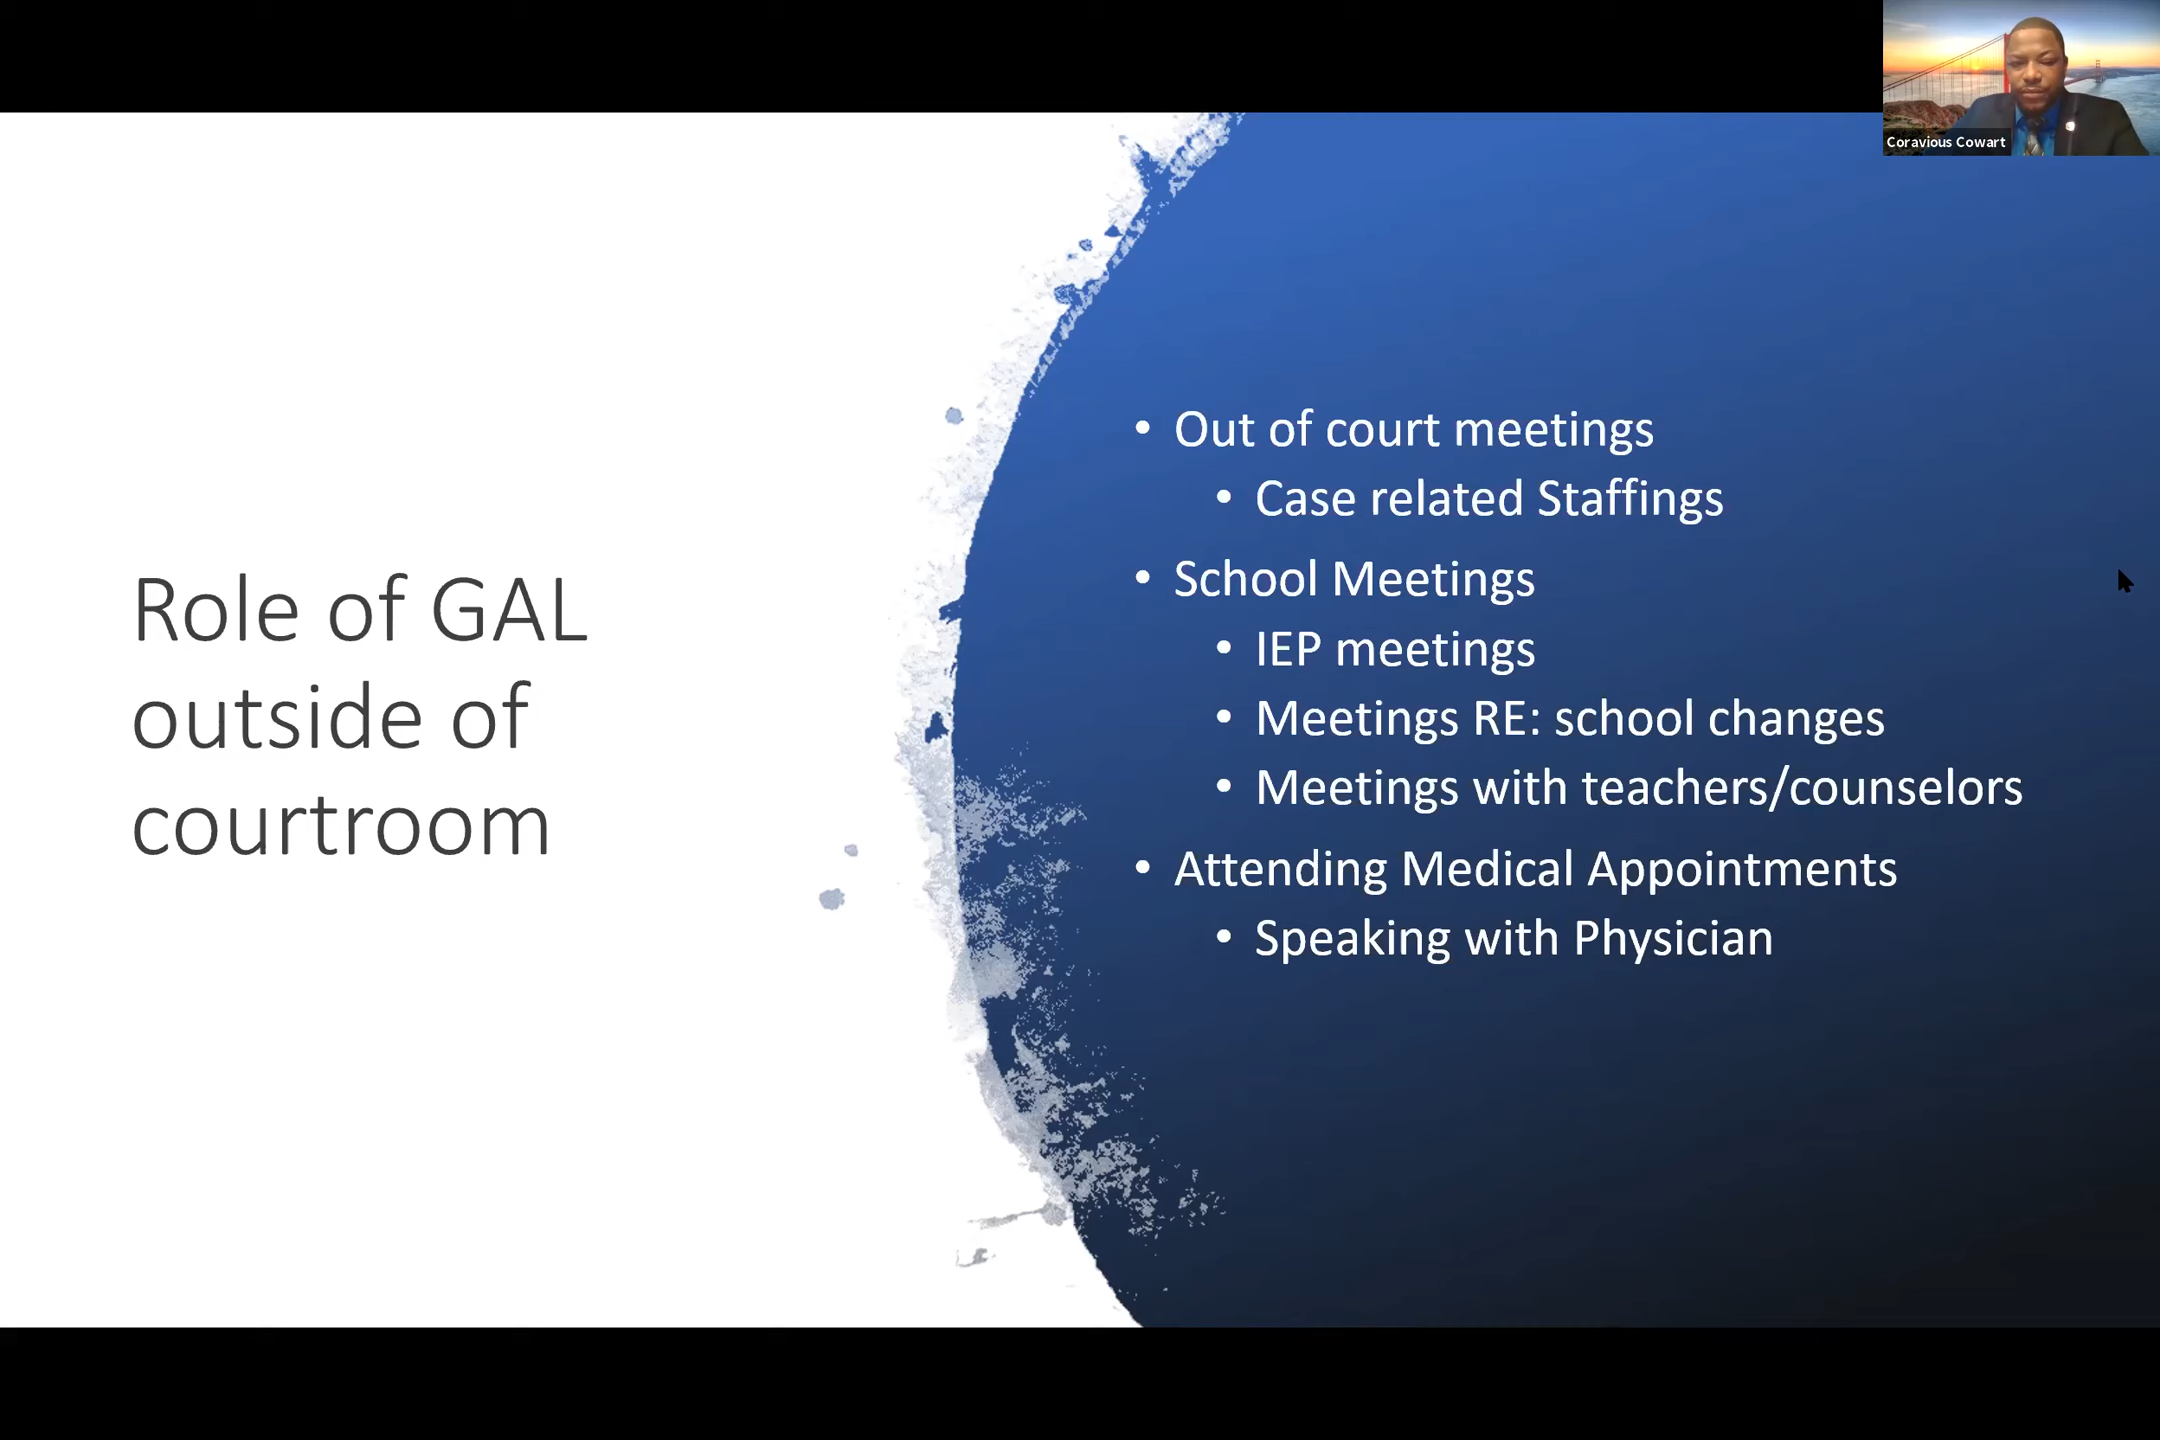 Coravious Cowart
Role of GAL
outside of
courtroom
• Out of court meetings
• Case related Staffings
• School Meetings
• IEP meetings
• Meetings RE: school changes
• Meetings with teachers/counselors
• Attending Medical Appointments
• Speaking with Physician